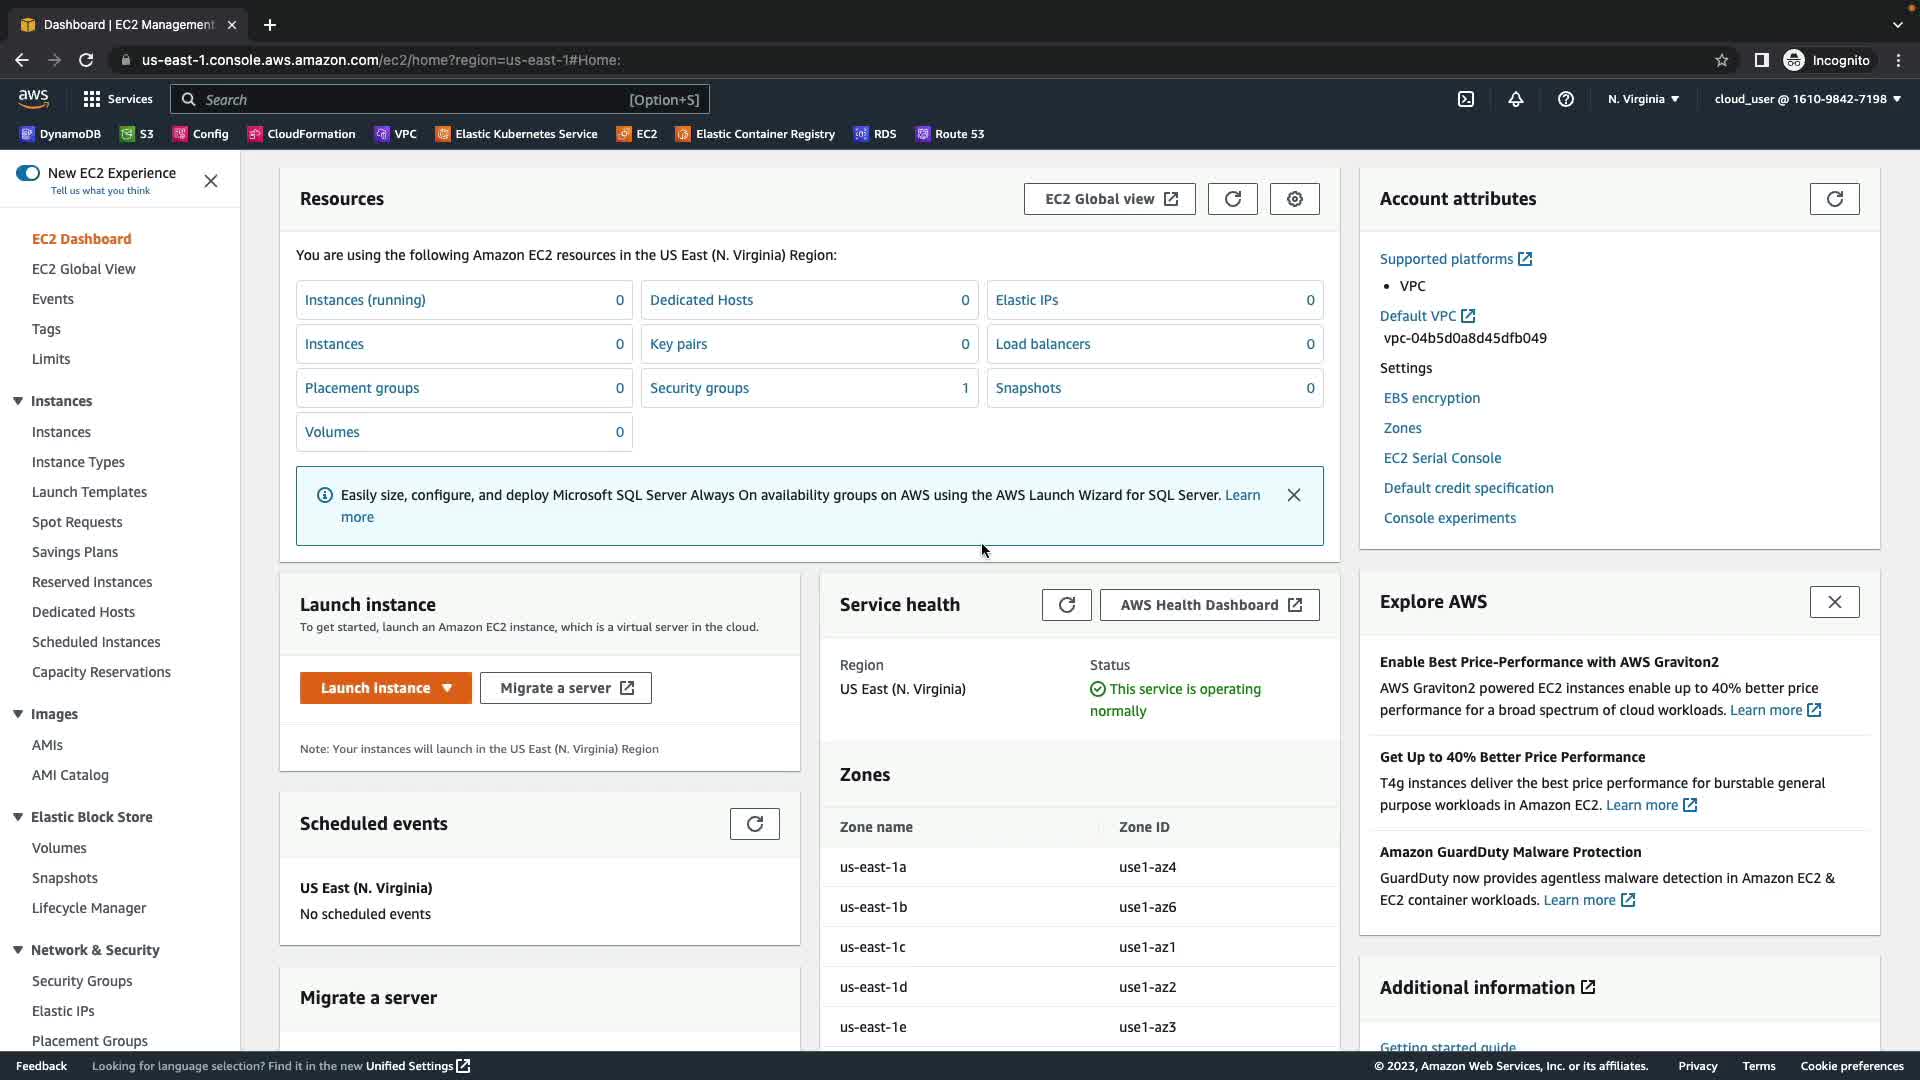 Dashboard | EC2 Management
us-east-1.console.aws.amazon.com/ec2/home?region=us-east-1#Home:
Incognito
aws
Services
Search
[Option+S]
N. Virginia
cloud_user @ 1610-9842-7198
DynamoDB
S3
Config
CloudFormation
VPC
Elastic Kubernetes Service
EC2
Elastic Container Registry
RDS
Route 53
New EC2 Experience
Tell us what you think
EC2 Dashboard
EC2 Global View
Events
Tags
Limits
Instances
Instances
Instance Types
Launch Templates
Spot Requests
Savings Plans
Reserved Instances
Dedicated Hosts
Scheduled Instances
Capacity Reservations
Images
AMIs
AMI Catalog
Elastic Block Store
Volumes
Snapshots
Lifecycle Manager
Network & Security
Security Groups
Elastic IPs
Placement Groups
Resources
EC2 Global view
You are using the following Amazon EC2 resources in the US East (N. Virginia) Region:
Instances (running) 0
Dedicated Hosts 0
Elastic IPs 0
Instances 0
Key pairs 0
Load balancers 0
Placement groups 0
Security groups 1
Snapshots 0
Volumes 0
Easily size, configure, and deploy Microsoft SQL Server Always On availability groups on AWS using the AWS Launch Wizard for SQL Server. Learn
more
Launch instance
To get started, launch an Amazon EC2 instance, which is a virtual server in the cloud.
Launch Instance
Migrate a server
Note: Your instances will launch in the US East (N. Virginia) Region
Scheduled events
US East (N. Virginia)
No scheduled events
Migrate a server
Service health
AWS Health Dashboard
Region
US East (N. Virginia)
Status
This service is operating
normally
Zones
Zone name Zone ID
us-east-1a use1-az4
us-east-1b use1-az6
us-east-1c use1-az1
us-east-1d use1-az2
us-east-1e use1-az3
Account attributes
Supported platforms
• VPC
Default VPC
vpc-04b5d0a8d45dfb049
Settings
EBS encryption
Zones
EC2 Serial Console
Default credit specification
Console experiments
Explore AWS
Enable Best Price-Performance with AWS Graviton2
AWS Graviton2 powered EC2 instances enable up to 40% better price
performance for a broad spectrum of cloud workloads. Learn more
Get Up to 40% Better Price Performance
T4g instances deliver the best price performance for burstable general
purpose workloads in Amazon EC2. Learn more
Amazon GuardDuty Malware Protection
GuardDuty now provides agentless malware detection in Amazon EC2 &
EC2 container workloads. Learn more
Additional information
Getting started guide
Feedback
Looking for language selection? Find it in the new Unified Settings
© 2023, Amazon Web Services, Inc. or its affiliates.
Privacy
Terms
Cookie preferences